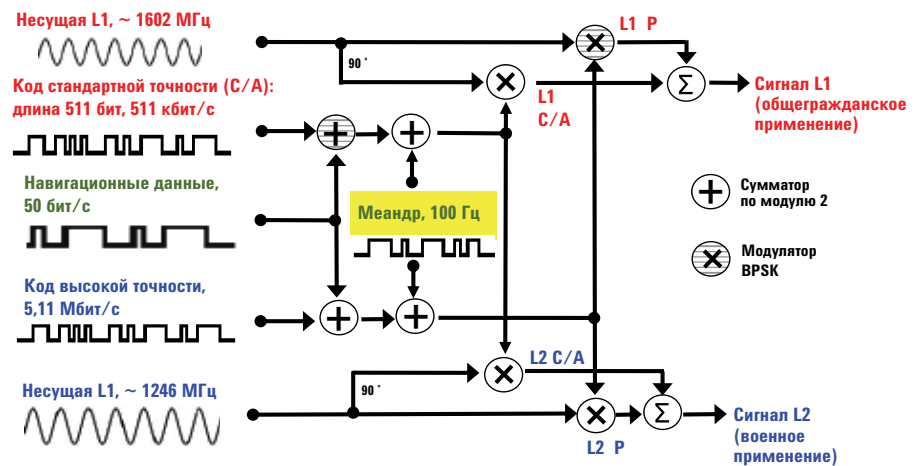 Несущая L1, ~ 1602 МГц
90 °
L1 P
Код стандартной точности (C/A):
длина 511 бит, 511 кбит/с
L1
C/A
Σ
Сигнал L1
(общегражданское
применение)
Навигационные данные,
50 бит/с
Меандр, 100 Гц
Сумматор
по модулю 2
Модулятор
BPSK
Код высокой точности,
5,11 Мбит/с
L2 C/A
Несущая L1, ~ 1246 МГц
90 °
L2 P
Σ
Сигнал L2
(военное
применение)